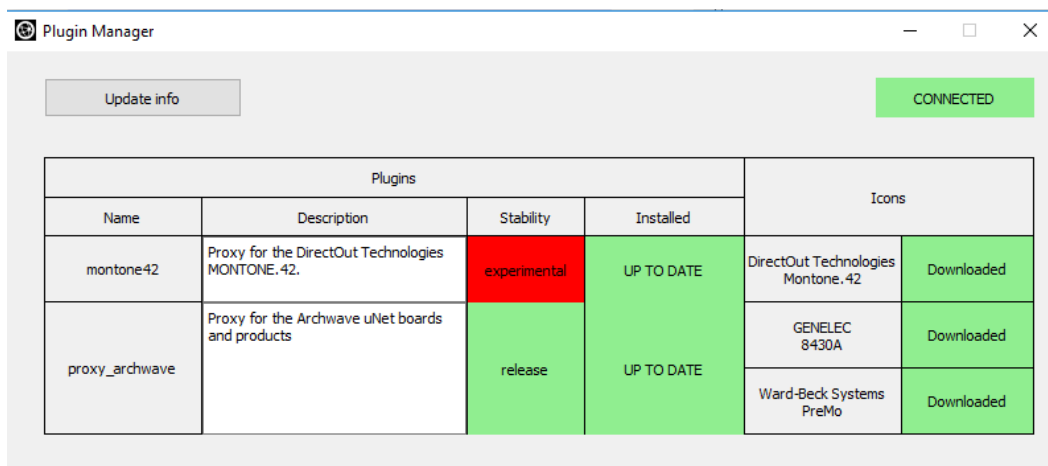 Plugin Manager
Update info
CONNECTED
Plugins
Icons
Name
Description
Stability
Installed
montone42
Proxy for the DirectOut Technologies
MONTONE.42.
experimental
UP TO DATE
DirectOut Technologies
Montone.42
Downloaded
proxy_archwave
Proxy for the Archwave uNet boards
and products
release
UP TO DATE
GENELEC
8430A
Downloaded
Ward-Beck Systems
PreMo
Downloaded